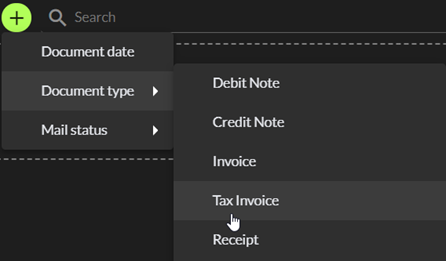 Search
Document date
Document type
Mail status
Debit Note
Credit Note
Invoice
Tax Invoice
Receipt